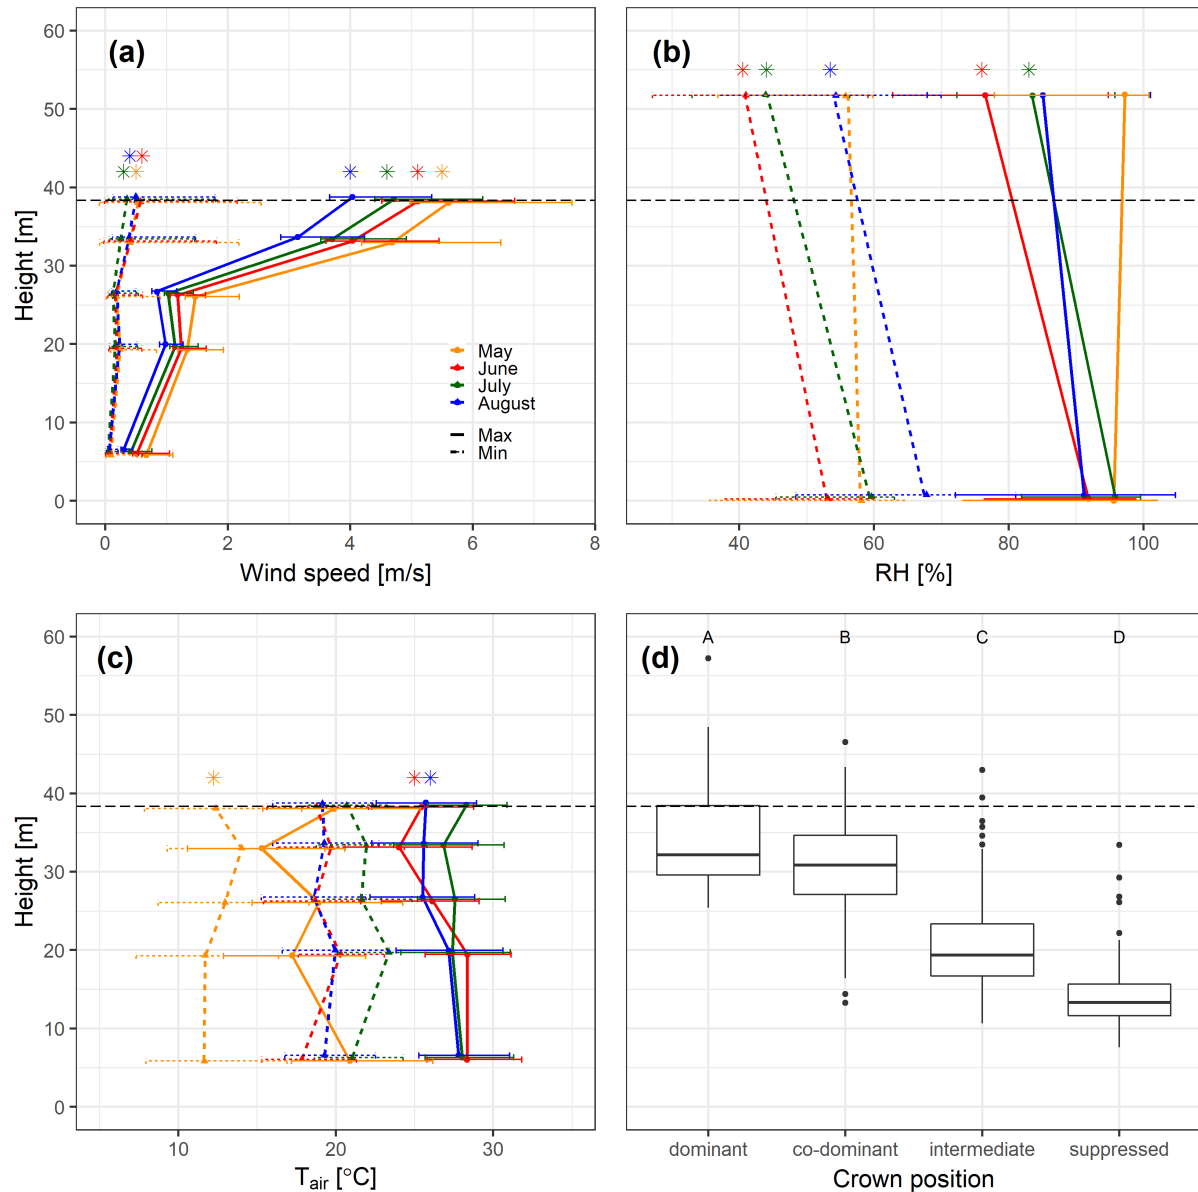 (a)
60
50
40
30
20
10
0
Height [m]
May
June
July
August
Max
Min
0
2
4
6
8
Wind speed [m/s]
(b)
40
60
80
100
RH [%]
(c)
60
50
40
30
20
10
0
Height [m]
10
20
30
Tair [°C]
(d)
A
B
C
D
dominant
co-dominant
intermediate
suppressed
Crown position